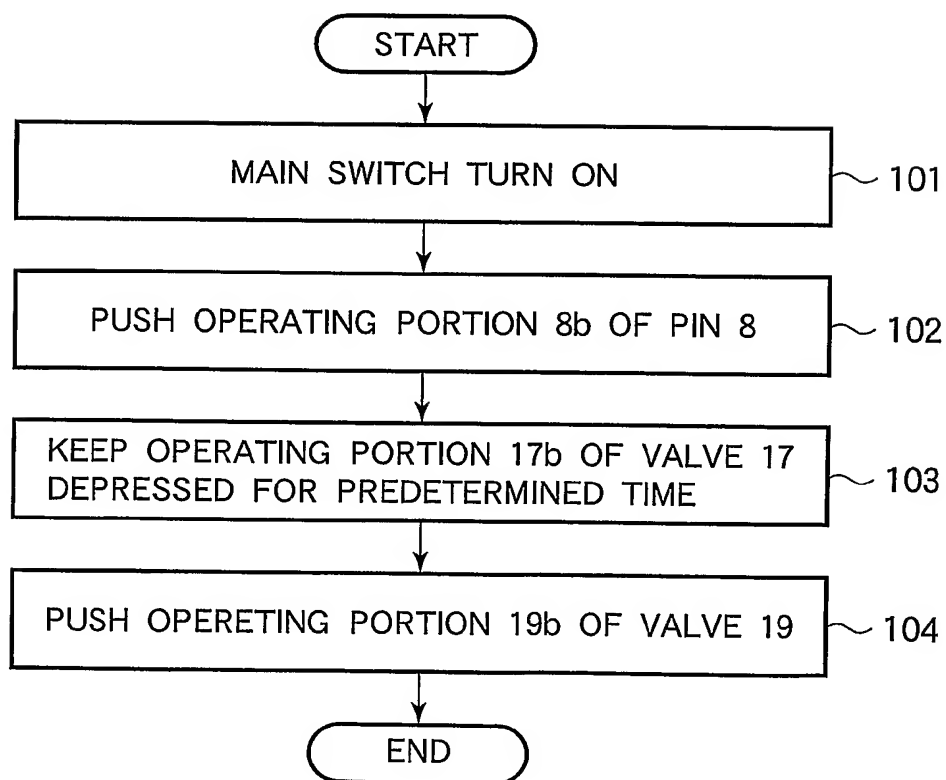 START
MAIN SWITCH TURN ON
101
PUSH OPERATING PORTION 8b OF PIN 8
102
KEEP OPERATING PORTION 17b OF VALVE 17
DEPRESSED FOR PREDETERMINED TIME
103
PUSH OPERETING PORTION 19b OF VALVE 19
104
END